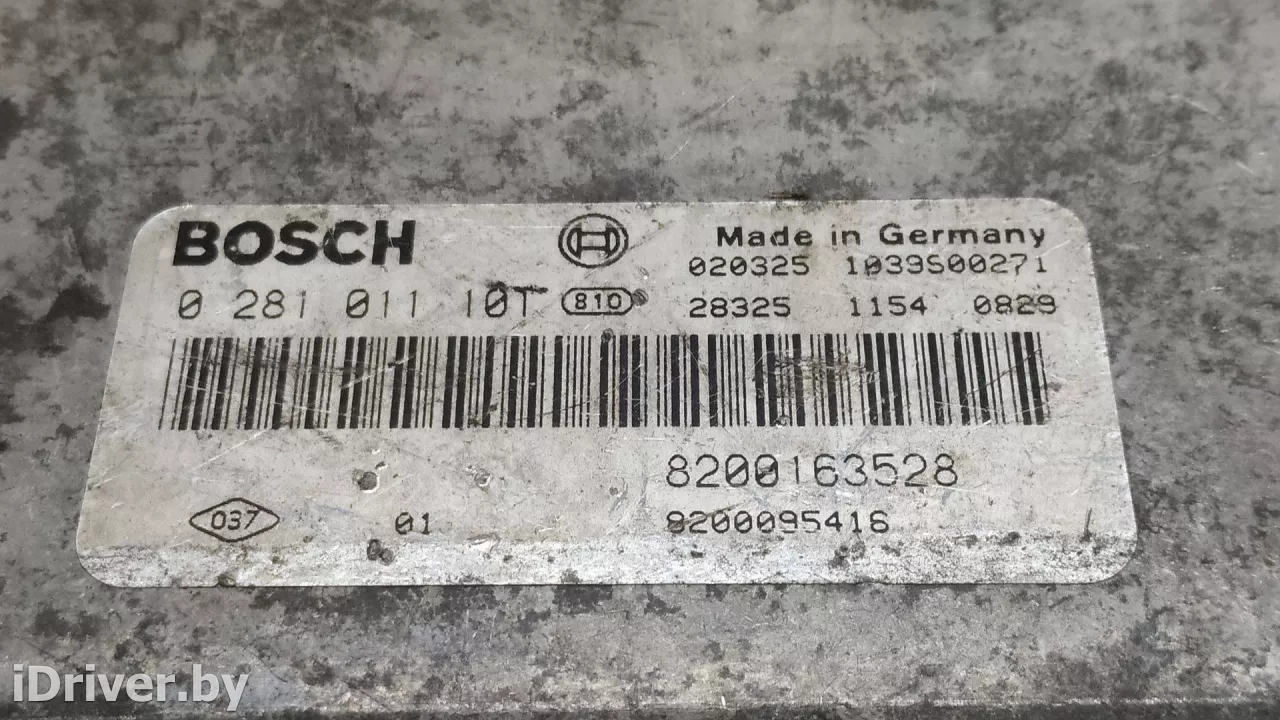 BOSCH
Made in Germany
020325 1039S00271
0 281 011 101 810 28325 1154 0829
8200163528
037 01 8200095416
iDriver.by